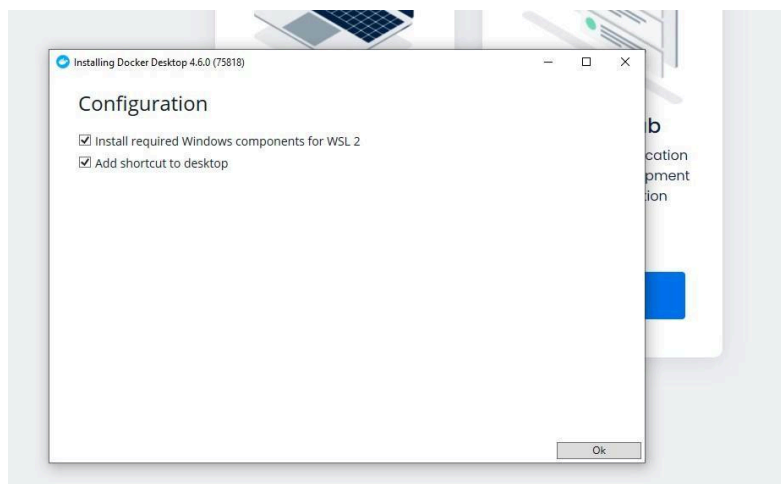 Installing Docker Desktop 4.6.0 (75818)
Configuration
Install required Windows components for WSL 2
Add shortcut to desktop
cation
pment
Ok